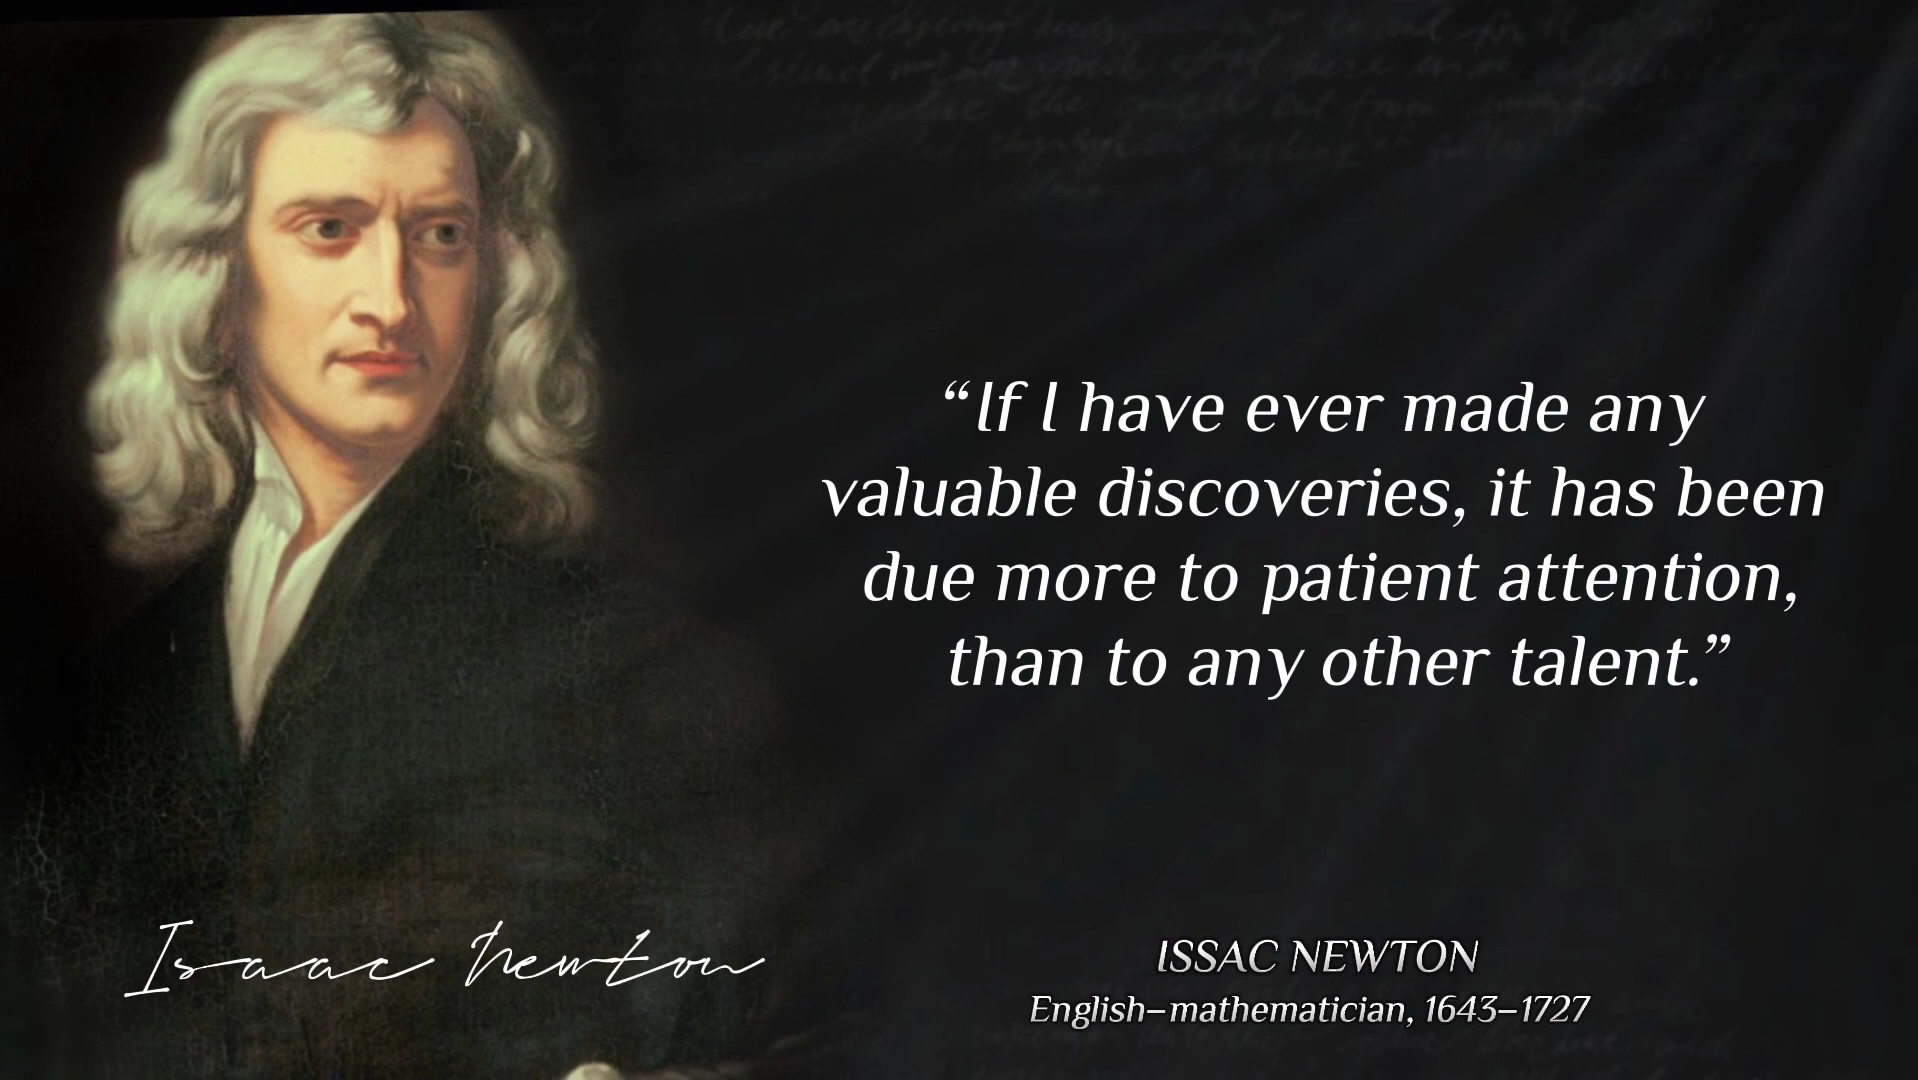 “If I have ever made any
valuable discoveries, it has been
due more to patient attention,
than to any other talent.”
Isaac Newton
ISSAC NEWTON
English–mathematician, 1643–1727